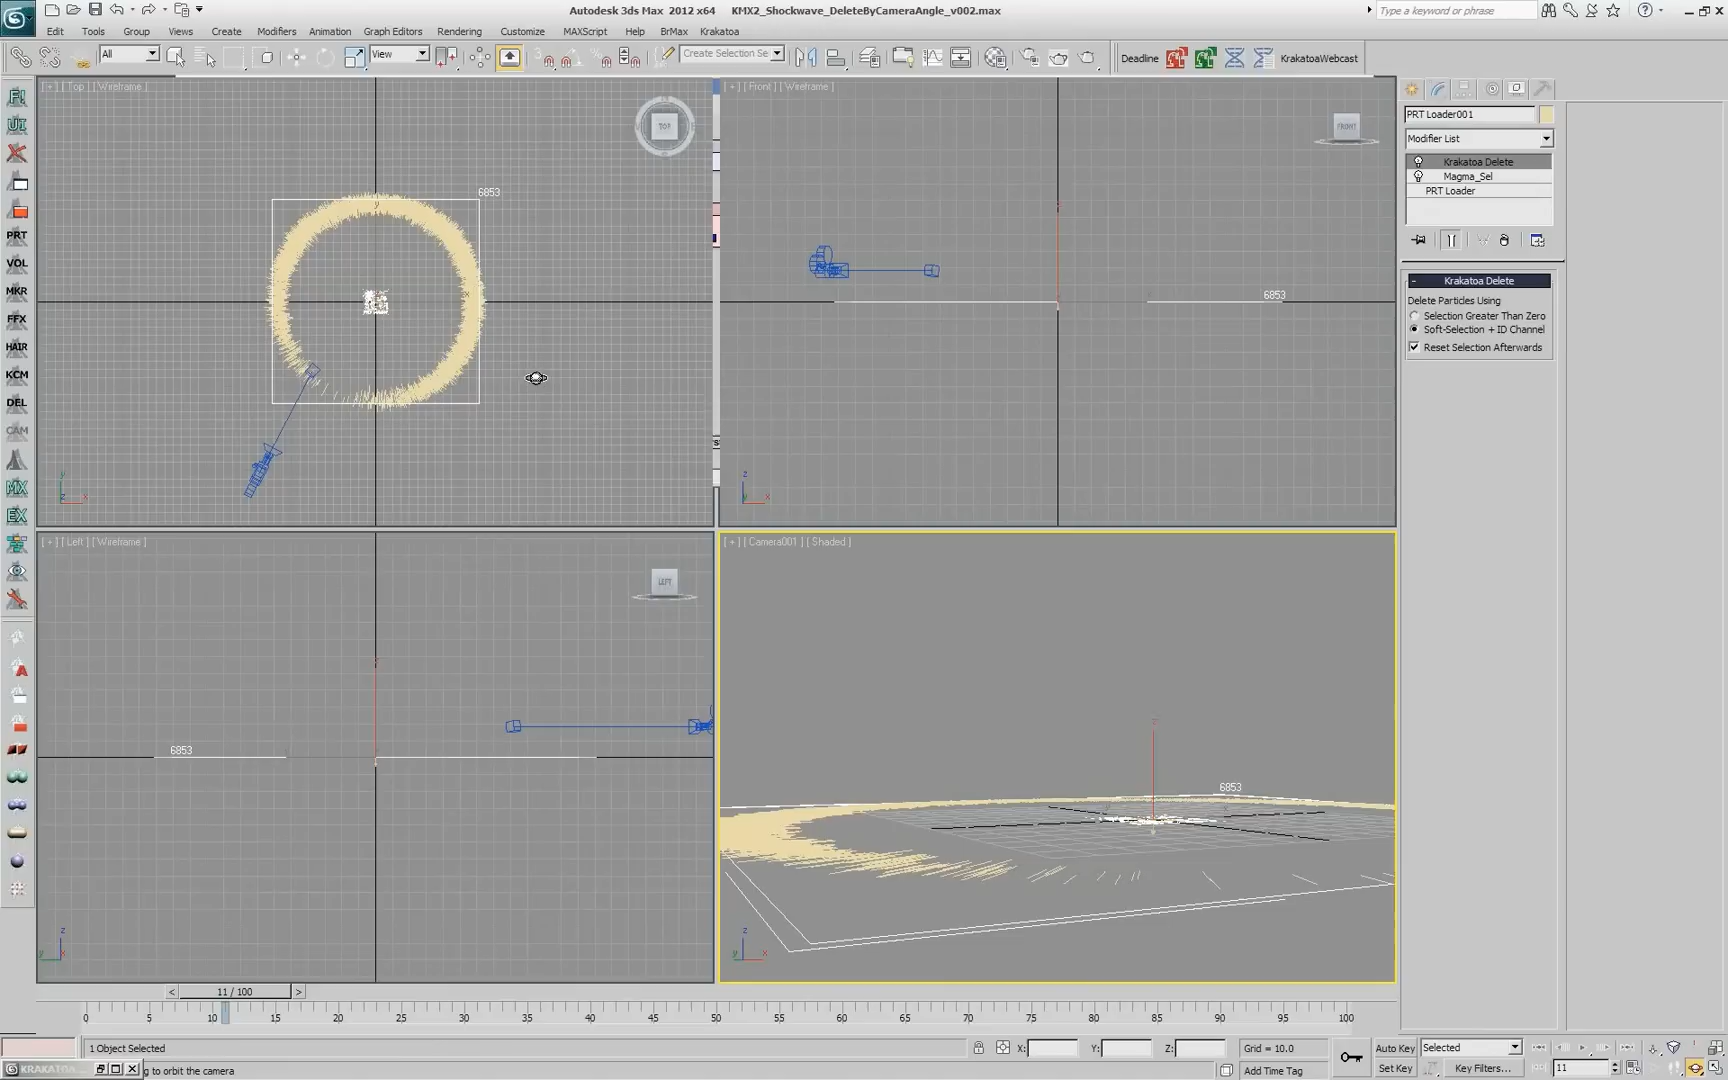 Autodesk 3ds Max 2012 x64 KMX2_Shockwave_DeleteByCameraAngle_v002.max
Type a keyword or phrase
Edit Tools Group Views Create Modifiers Animation Graph Editors Rendering Customize MAXScript Help BrMax Krakatoa
All View Create Selection Se Deadline KrakatoaWebcast
[ + ] [ Top ] [ Wireframe ]
TOP
6853
[ + ] [ Front ] [ Wireframe ]
FRONT
6853
[ + ] [ Left ] [ Wireframe ]
LEFT
6853
[ + ] [ Camera001 ] [ Shaded ]
6853
F!
UI
PRT
VOL
MKR
FFX
HAIR
KCM
DEL
CAM
MX
EX
PRT Loader001
Modifier List
Krakatoa Delete
Magma_Sel
PRT Loader
- Krakatoa Delete
Delete Particles Using
Selection Greater Than Zero
Soft-Selection + ID Channel
Reset Selection Afterwards
< 11 / 100 >
0 5 10 15 20 25 30 35 40 45 50 55 60 65 70 75 80 85 90 95 100
1 Object Selected X: Y: Z: Grid = 10.0 Auto Key Selected
KRAKATOA g to orbit the camera Add Time Tag Set Key Key Filters... 11